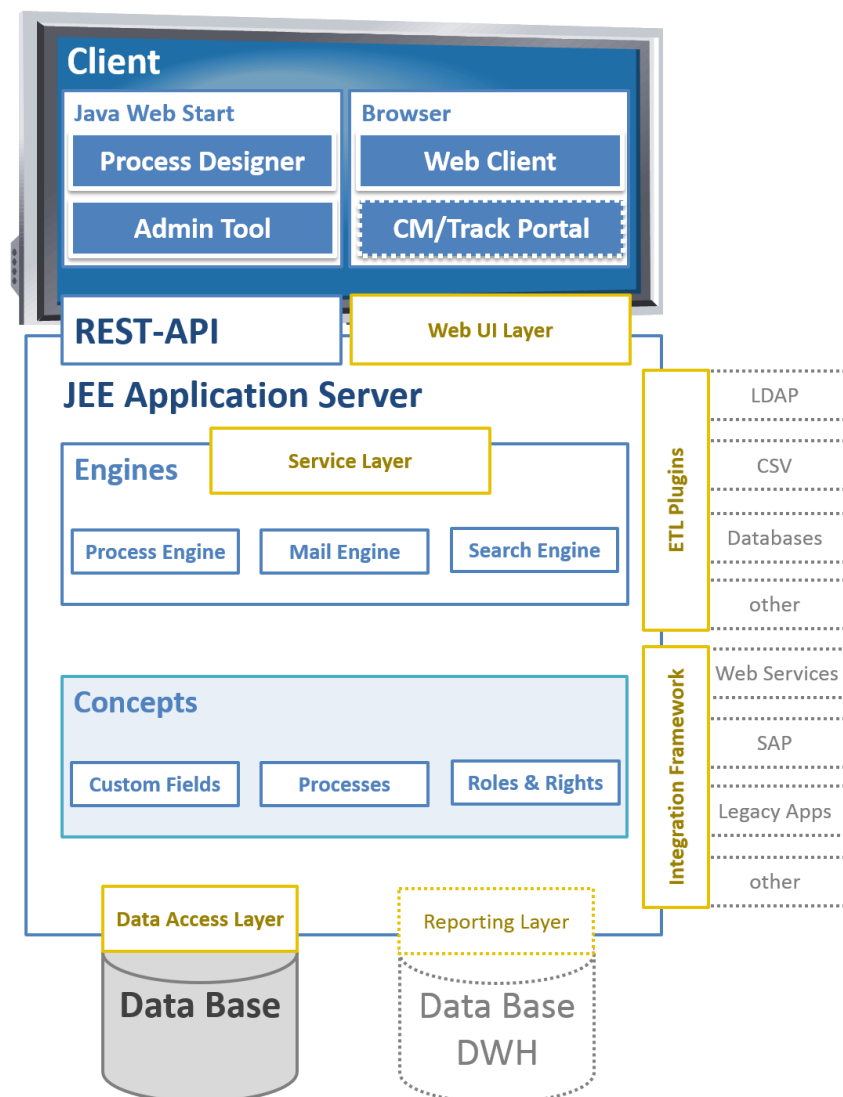 Client
Java Web Start
Browser
Process Designer
Web Client
Admin Tool
CM/Track Portal
REST-API
Web UI Layer
JEE Application Server
Engines
Service Layer
Process Engine
Mail Engine
Search Engine
Concepts
Custom Fields
Processes
Roles & Rights
ETL Plugins
LDAP
CSV
Databases
other
Integration Framework
Web Services
SAP
Legacy Apps
other
Data Access Layer
Reporting Layer
Data Base
Data Base
DWH